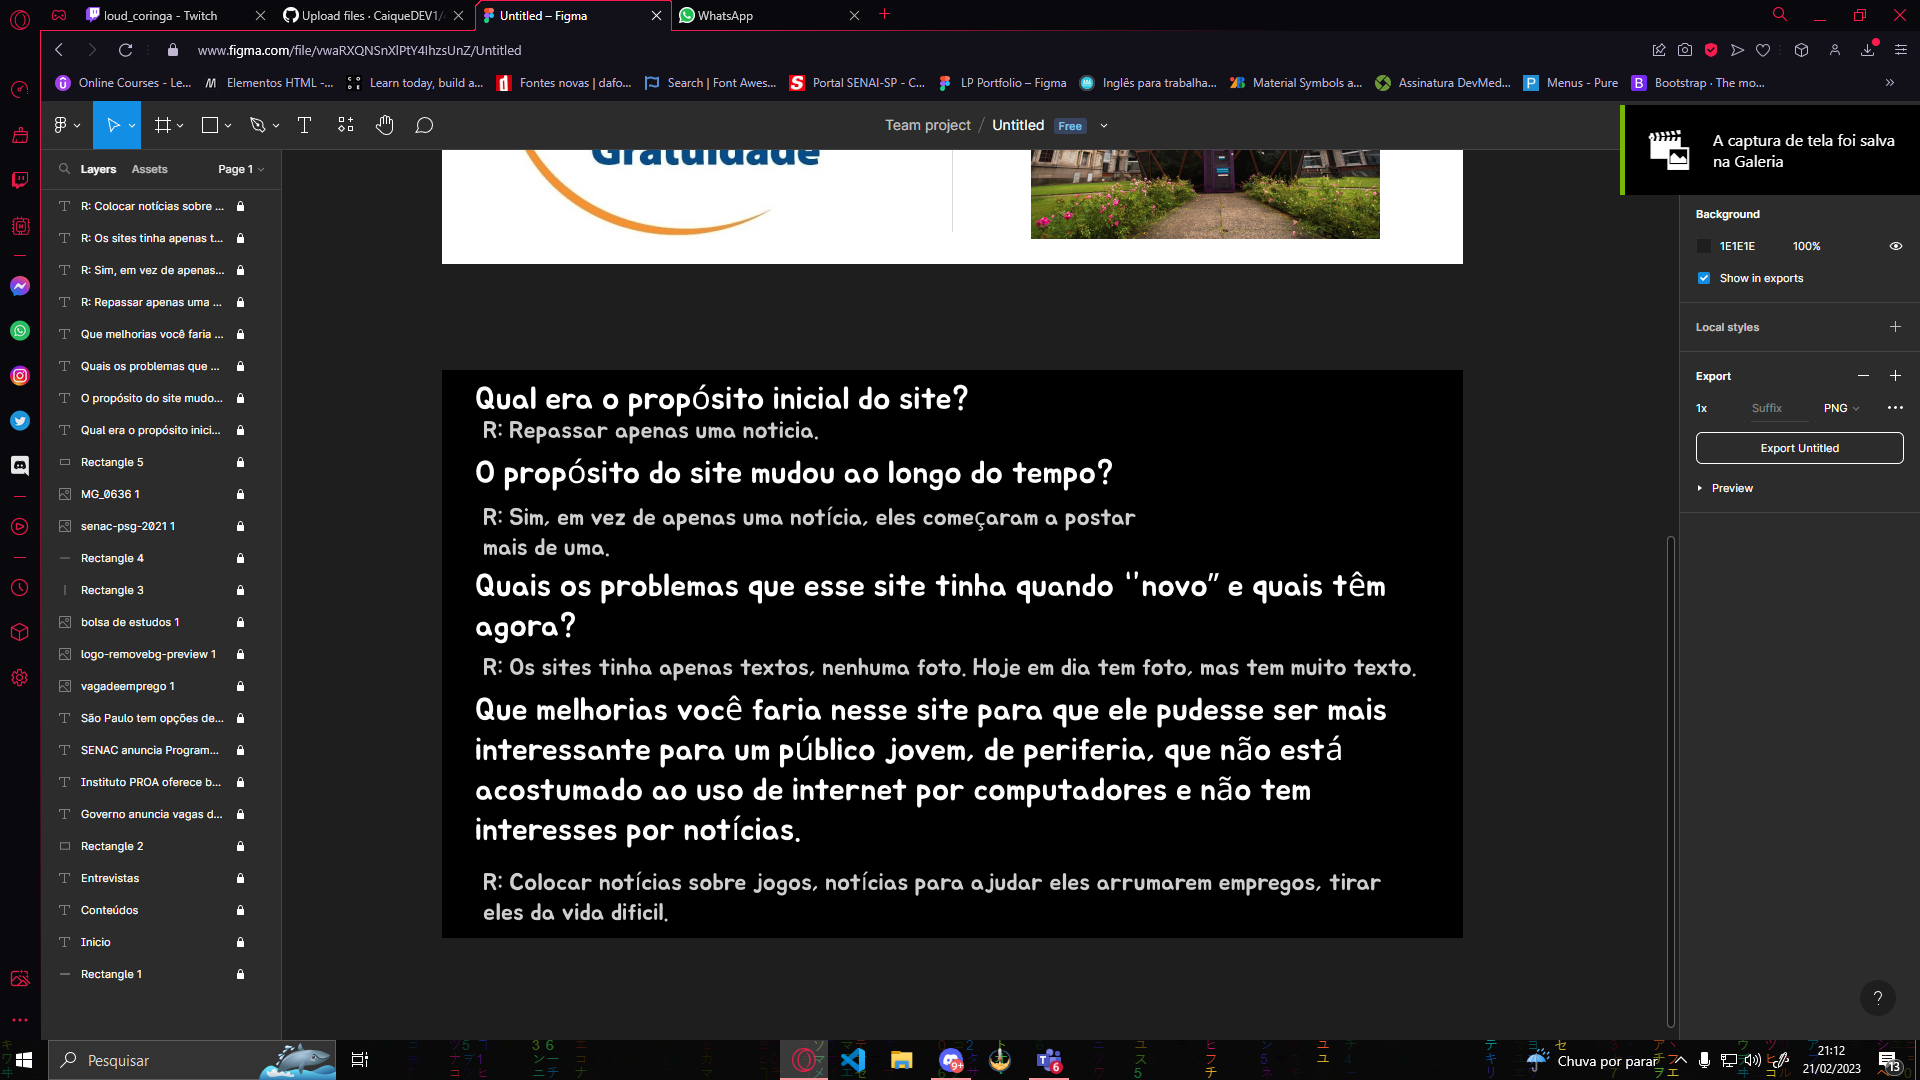 loud_coringa - Twitch
Upload files · CaiqueDEV1/
Untitled – Figma
WhatsApp
www.figma.com/file/vwaRXQNSnXlPtY4IhzsUnZ/Untitled
Online Courses - Le...
Elementos HTML -...
Learn today, build a...
Fontes novas | dafo...
Search | Font Awes...
Portal SENAI-SP - C...
LP Portfolio – Figma
Inglês para trabalha...
Material Symbols a...
Assinatura DevMed...
Menus - Pure
Bootstrap · The mo...
Team project / Untitled Free
A captura de tela foi salva
na Galeria
Layers Assets Page 1
R: Colocar notícias sobre ...
R: Os sites tinha apenas t...
R: Sim, em vez de apenas...
R: Repassar apenas uma ...
Que melhorias você faria ...
Quais os problemas que ...
O propósito do site mudo...
Qual era o propósito inici...
Rectangle 5
MG_0636 1
senac-psg-2021 1
Rectangle 4
Rectangle 3
bolsa de estudos 1
logo-removebg-preview 1
vagadeemprego 1
São Paulo tem opções de...
SENAC anuncia Program...
Instituto PROA oferece b...
Governo anuncia vagas d...
Rectangle 2
Entrevistas
Conteúdos
Inicio
Rectangle 1
Gratuidade
Qual era o propósito inicial do site?
R: Repassar apenas uma noticia.
O propósito do site mudou ao longo do tempo?
R: Sim, em vez de apenas uma notícia, eles começaram a postar
mais de uma.
Quais os problemas que esse site tinha quando ‘’novo” e quais têm
agora?
R: Os sites tinha apenas textos, nenhuma foto. Hoje em dia tem foto, mas tem muito texto.
Que melhorias você faria nesse site para que ele pudesse ser mais
interessante para um público jovem, de periferia, que não está
acostumado ao uso de internet por computadores e não tem
interesses por notícias.
R: Colocar notícias sobre jogos, notícias para ajudar eles arrumarem empregos, tirar
eles da vida dificil.
Background
1E1E1E 100%
Show in exports
Local styles
Export
1x Suffix PNG
Export Untitled
Preview
?
Pesquisar
9+
6
Chuva por parar
21:12
21/02/2023
13